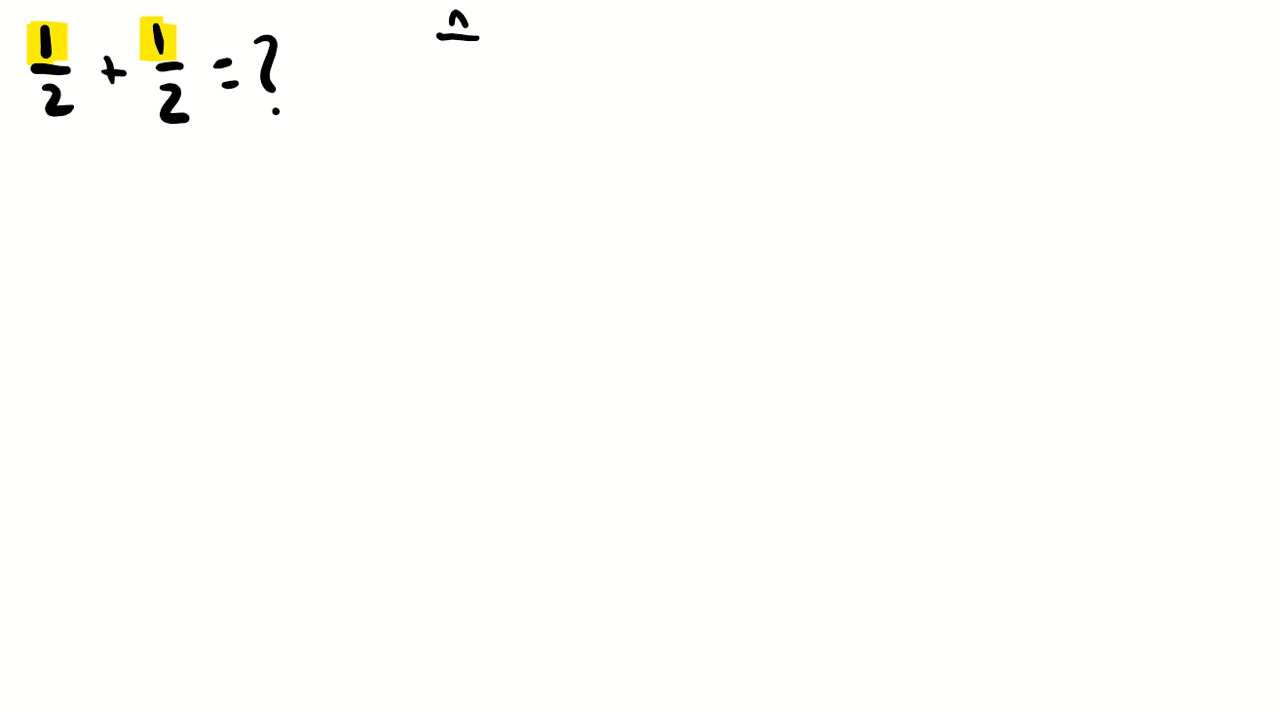 1/2 + 1/2 = ?
n